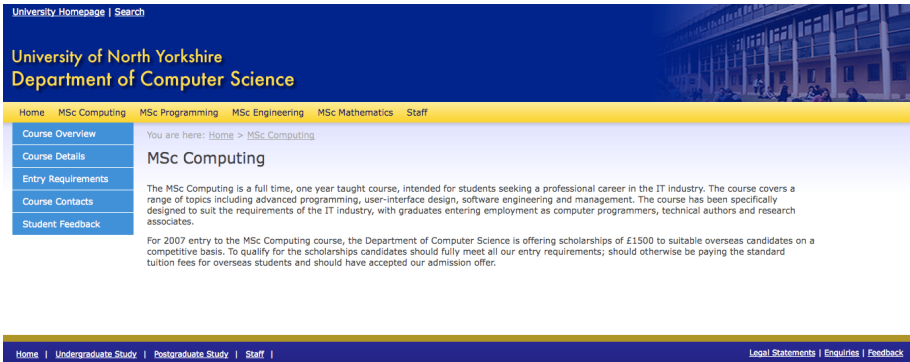 University Homepage | Search
University of North Yorkshire
Department of Computer Science
Home MSc Computing MSc Programming MSc Engineering MSc Mathematics Staff
Course Overview
Course Details
Entry Requirements
Course Contacts
Student Feedback
You are here: Home > MSc Computing
MSc Computing
The MSc Computing is a full time, one year taught course, intended for students seeking a professional career in the IT industry. The course covers a
range of topics including advanced programming, user-interface design, software engineering and management. The course has been specifically
designed to suit the requirements of the IT industry, with graduates entering employment as computer programmers, technical authors and research
associates.
For 2007 entry to the MSc Computing course, the Department of Computer Science is offering scholarships of £1500 to suitable overseas candidates on a
competitive basis. To qualify for the scholarships candidates should fully meet all our entry requirements; should otherwise be paying the standard
tuition fees for overseas students and should have accepted our admission offer.
Home | Undergraduate Study | Postgraduate Study | Staff |
Legal Statements | Enquiries | Feedback